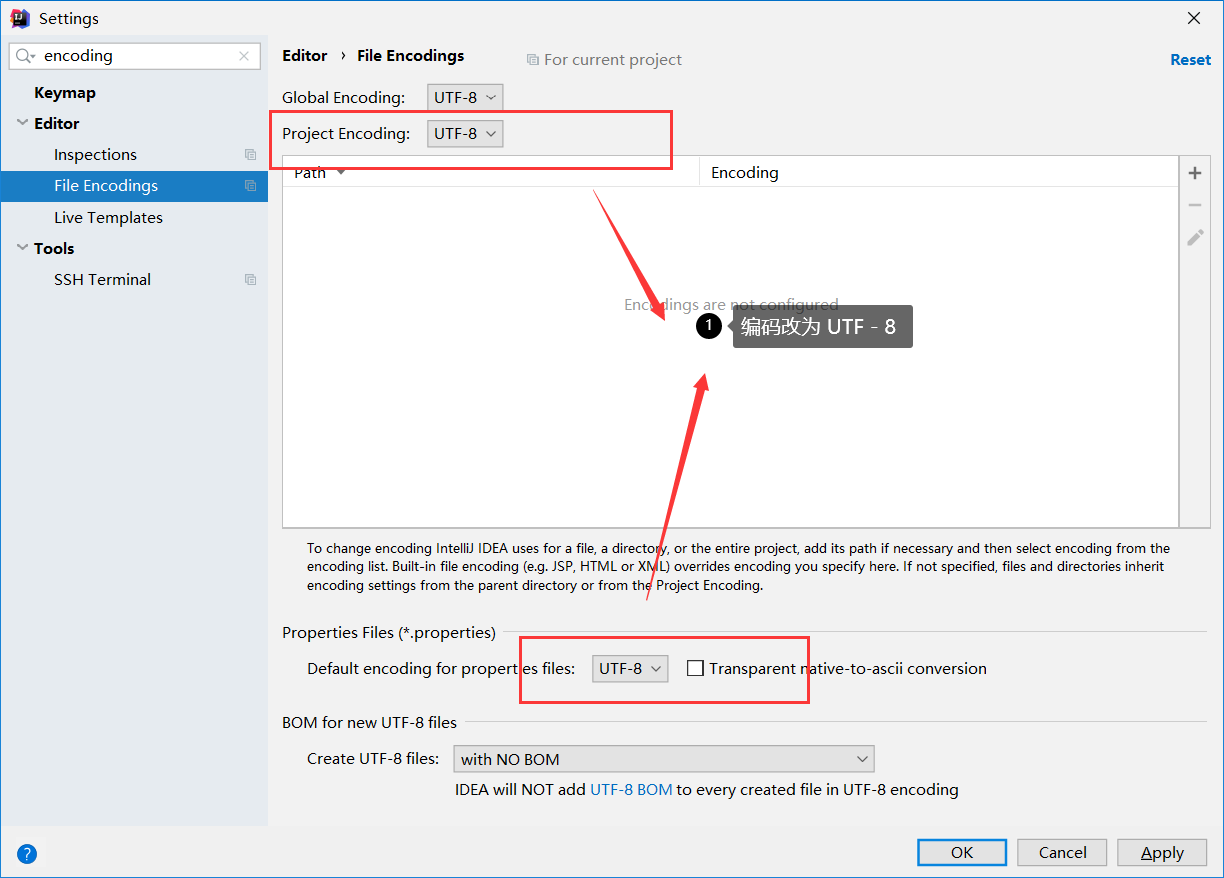 Settings
encoding
Keymap
Editor
Inspections
File Encodings
Live Templates
Tools
SSH Terminal
Editor › File Encodings
For current project
Reset
Global Encoding: UTF-8
Project Encoding: UTF-8
Path Encoding
Encodings are not configured
1 编码改为 UTF - 8
To change encoding IntelliJ IDEA uses for a file, a directory, or the entire project, add its path if necessary and then select encoding from the
encoding list. Built-in file encoding (e.g. JSP, HTML or XML) overrides encoding you specify here. If not specified, files and directories inherit
encoding settings from the parent directory or from the Project Encoding.
Properties Files (*.properties)
Default encoding for properties files: UTF-8 Transparent native-to-ascii conversion
BOM for new UTF-8 files
Create UTF-8 files: with NO BOM
IDEA will NOT add UTF-8 BOM to every created file in UTF-8 encoding
? OK Cancel Apply